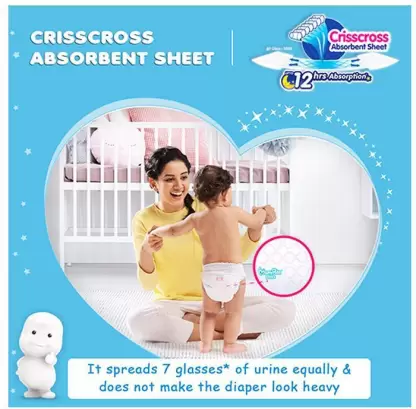 CRISSCROSS
ABSORBENT SHEET
Crisscross
Absorbent Sheet
12 hrs Absorption
It spreads 7 glasses* of urine equally &
does not make the diaper look heavy